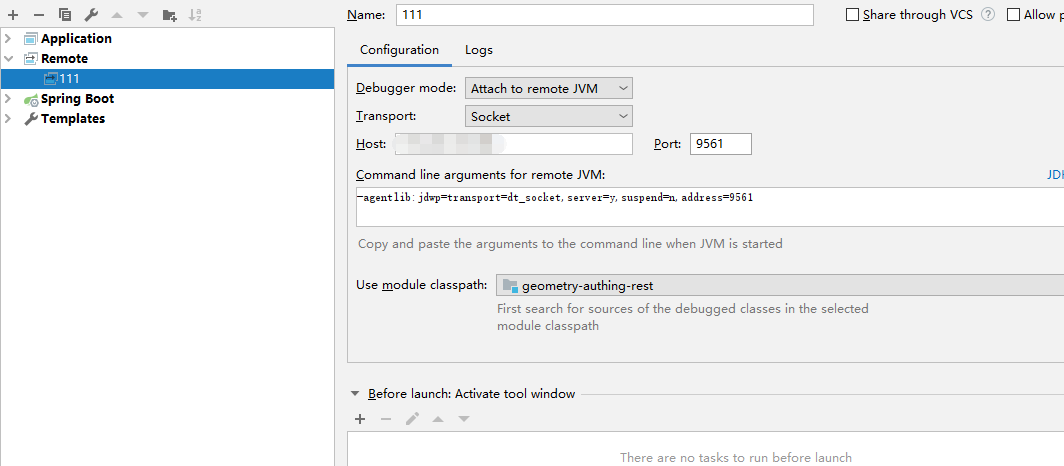 Application
Remote
111
Spring Boot
Templates
Name: 111
Share through VCS
Allow p
Configuration Logs
Debugger mode: Attach to remote JVM
Transport: Socket
Host: Port: 9561
Command line arguments for remote JVM: JDK
-agentlib:jdwp=transport=dt_socket,server=y,suspend=n,address=9561
Copy and paste the arguments to the command line when JVM is started
Use module classpath: geometry-authing-rest
First search for sources of the debugged classes in the selected
module classpath
Before launch: Activate tool window
There are no tasks to run before launch